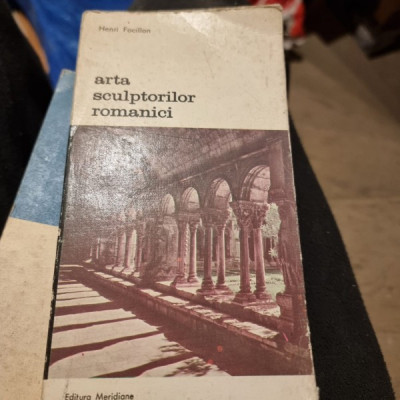 Henri Focillon
arta
sculptorilor
romanici
Editura Meridiane